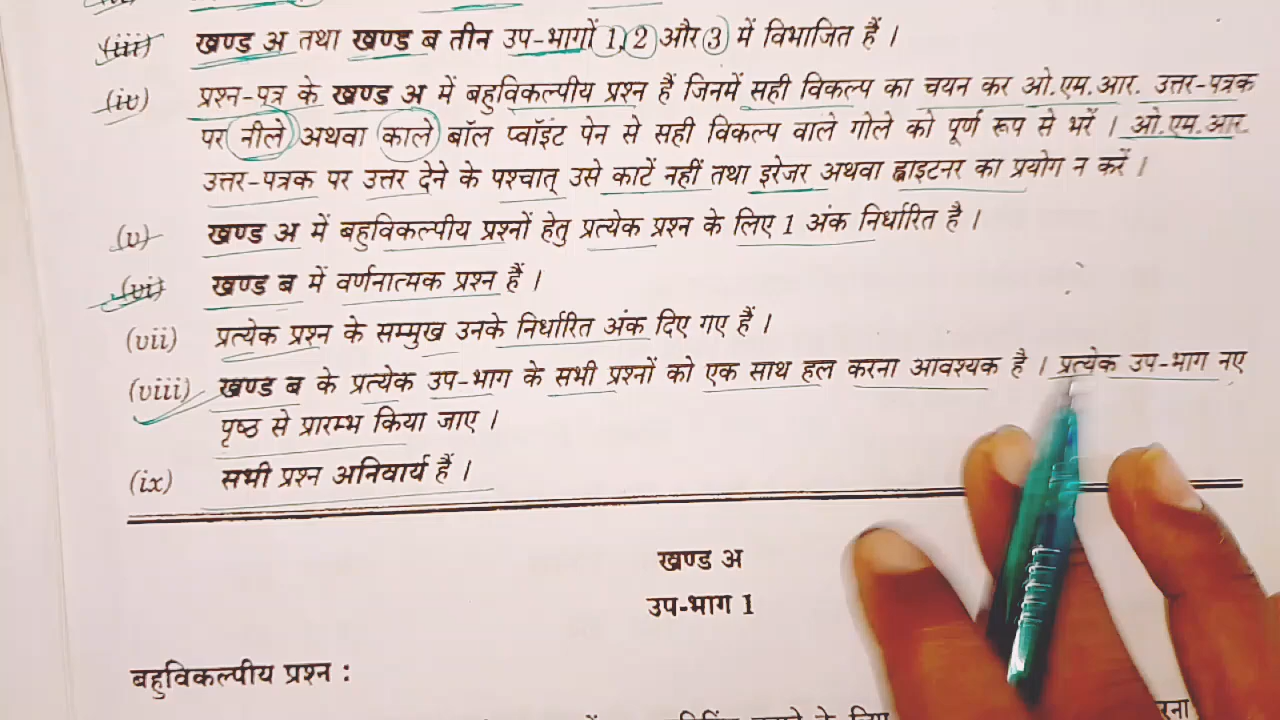 (iii) खण्ड अ तथा खण्ड ब तीन उप-भागों 1, 2 और 3 में विभाजित हैं ।
(iv) प्रश्न-पत्र के खण्ड अ में बहुविकल्पीय प्रश्न हैं जिनमें सही विकल्प का चयन कर ओ.एम.आर. उत्तर-पत्रक
पर नीले अथवा काले बॉल प्वॉइंट पेन से सही विकल्प वाले गोले को पूर्ण रूप से भरें । ओ.एम.आर.
उत्तर-पत्रक पर उत्तर देने के पश्चात् उसे काटें नहीं तथा इरेजर अथवा ह्वाइटनर का प्रयोग न करें ।
(v) खण्ड अ में बहुविकल्पीय प्रश्नों हेतु प्रत्येक प्रश्न के लिए 1 अंक निर्धारित है ।
(vi) खण्ड ब में वर्णनात्मक प्रश्न हैं ।
(vii) प्रत्येक प्रश्न के सम्मुख उनके निर्धारित अंक दिए गए हैं ।
(viii) खण्ड ब के प्रत्येक उप-भाग के सभी प्रश्नों को एक साथ हल करना आवश्यक है । प्रत्येक उप-भाग नए
पृष्ठ से प्रारम्भ किया जाए ।
(ix) सभी प्रश्न अनिवार्य हैं ।
खण्ड अ
उप-भाग 1
बहुविकल्पीय प्रश्न :